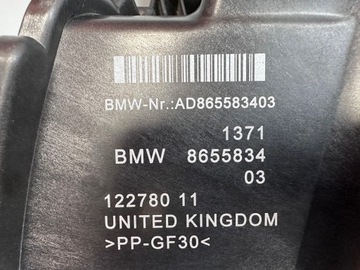 BMW-Nr.:AD865583403
1371
BMW 8655834
03
122780 11
UNITED KINGDOM
>PP-GF30<